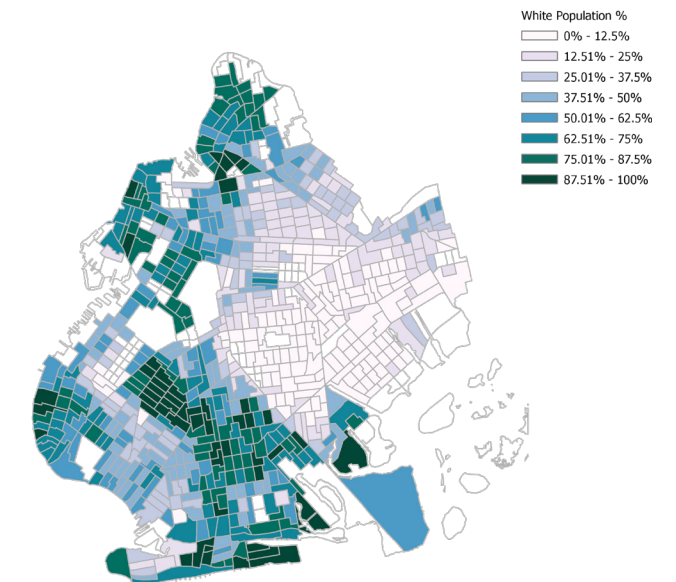 White Population %
0% - 12.5%
12.51% - 25%
25.01% - 37.5%
37.51% - 50%
50.01% - 62.5%
62.51% - 75%
75.01% - 87.5%
87.51% - 100%